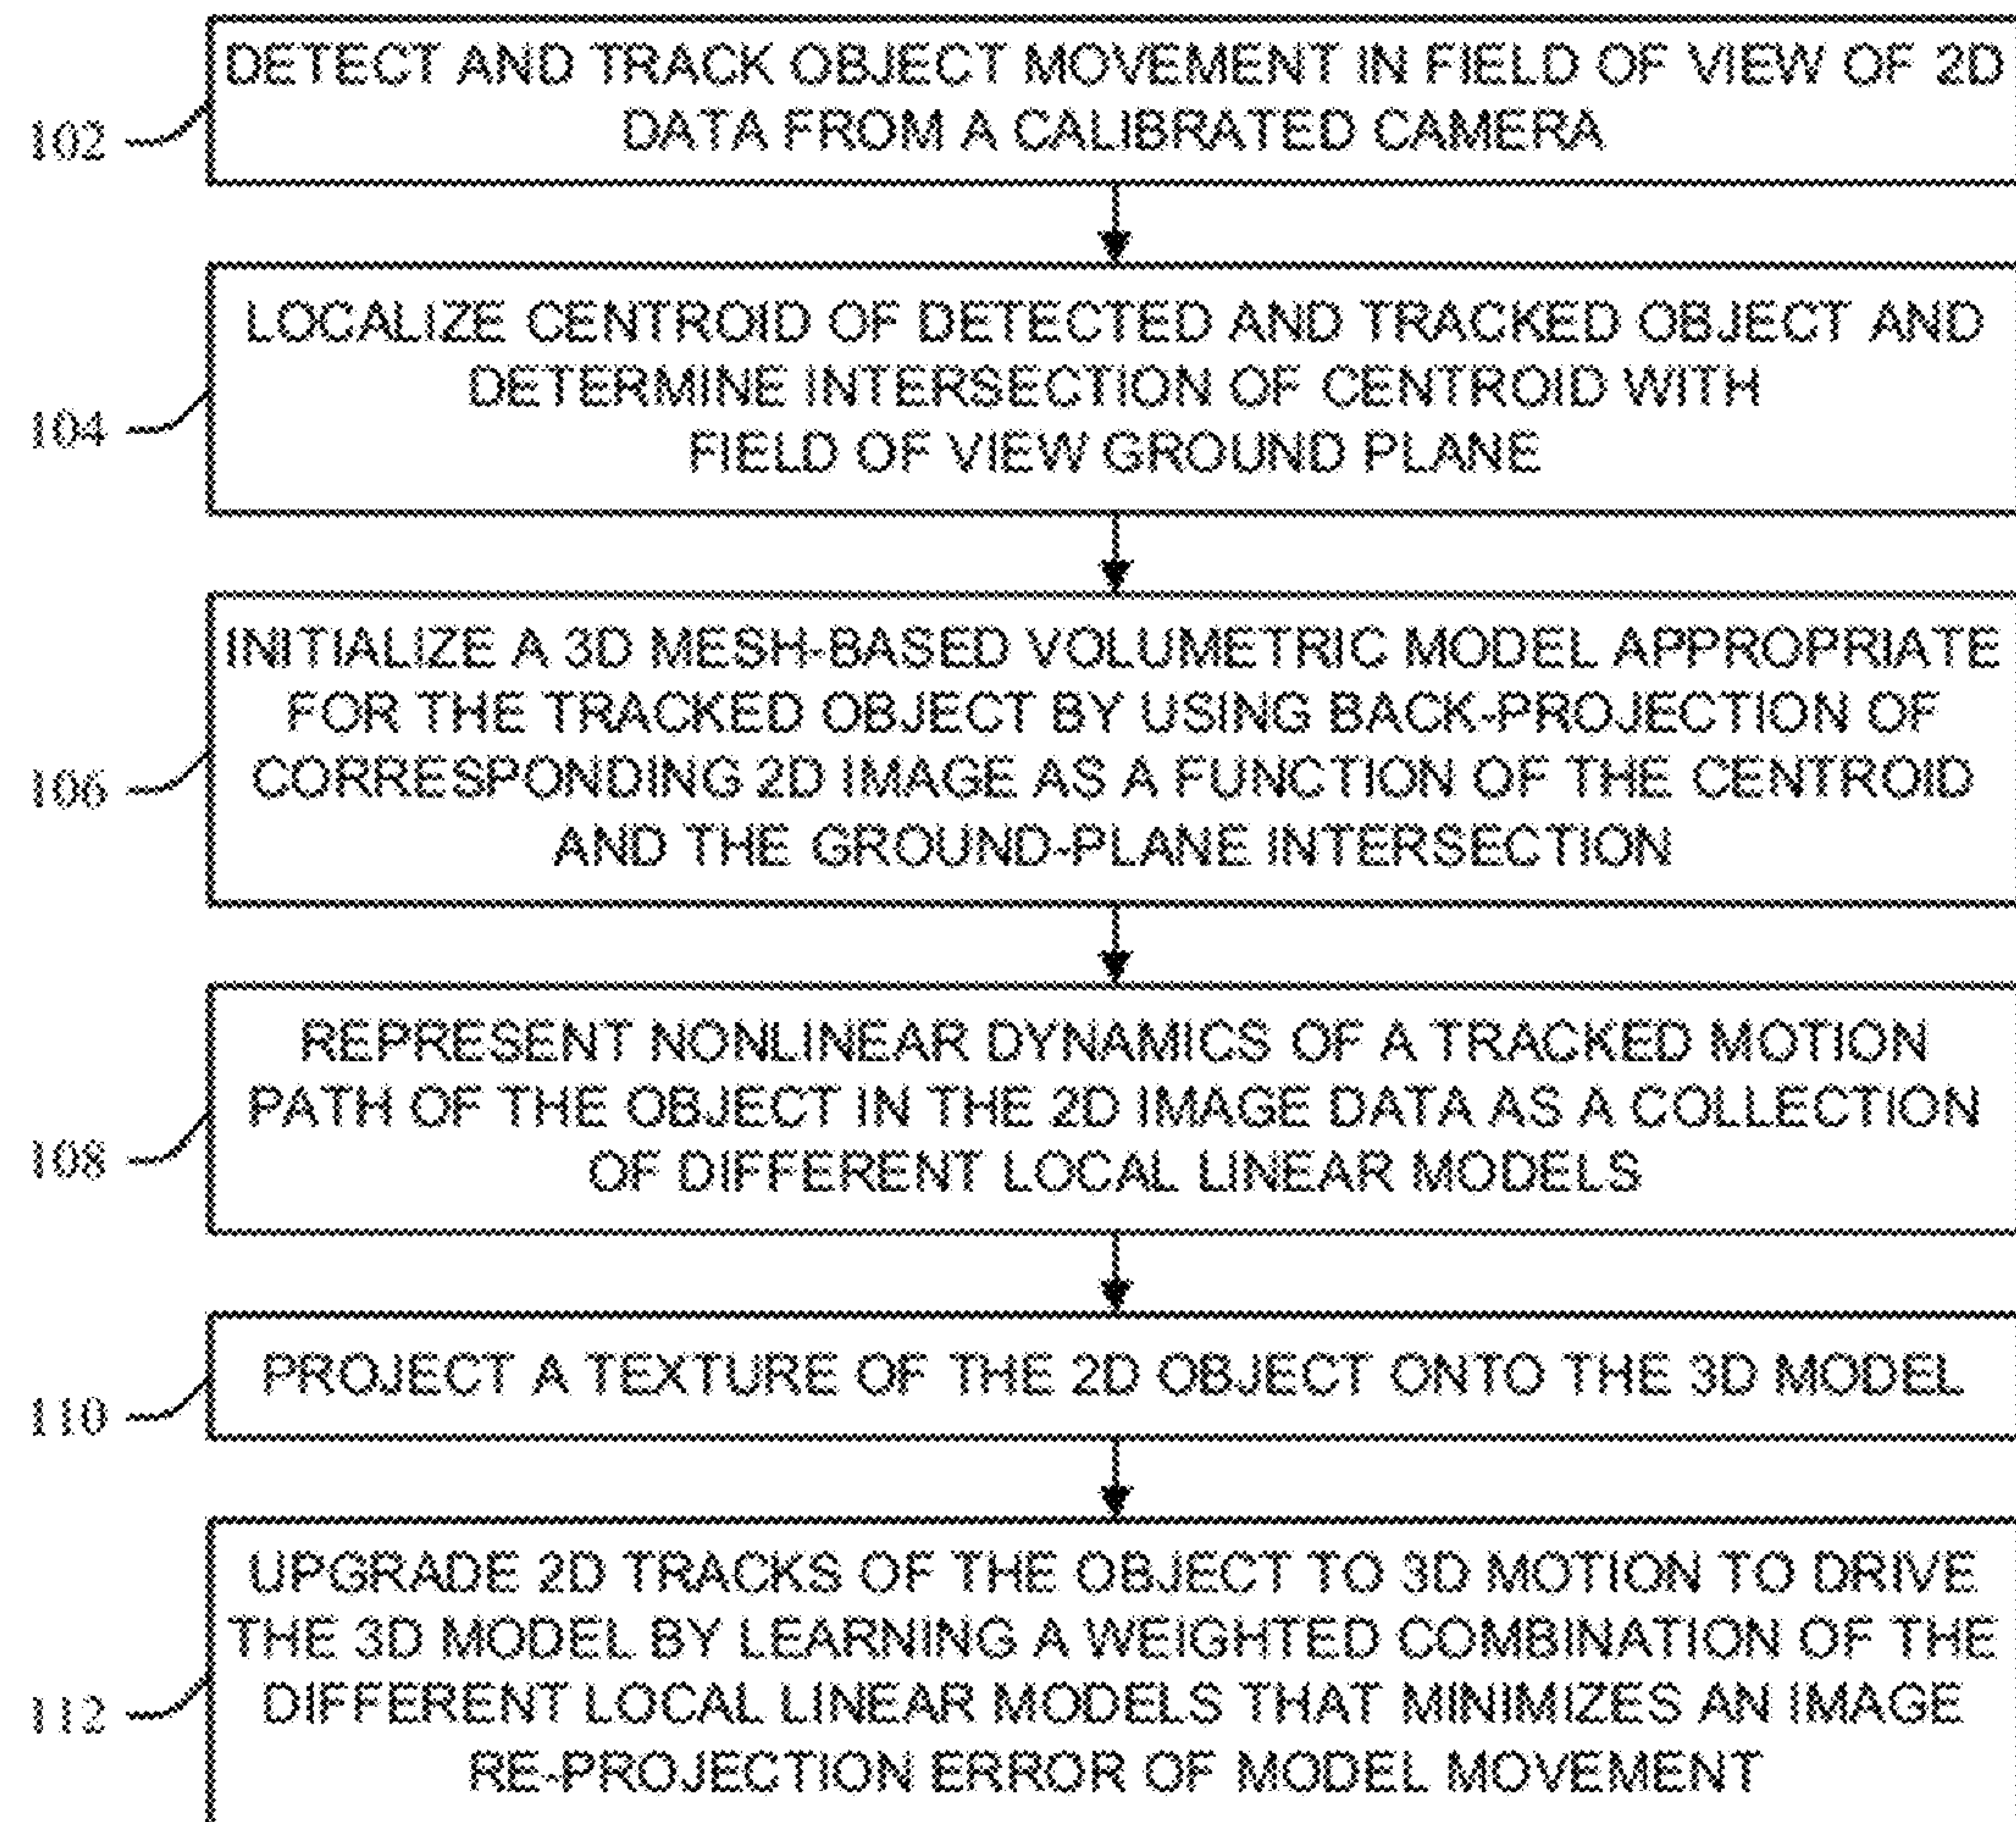 DETECT AND TRACK OBJECT MOVEMENT IN FIELD OF VIEW OF 2D
DATA FROM A CALIBRATED CAMERA
102
LOCALIZE CENTROID OF DETECTED AND TRACKED OBJECT AND
DETERMINE INTERSECTION OF CENTROID WITH
FIELD OF VIEW GROUND PLANE
104
INITIALIZE A 3D MESH-BASED VOLUMETRIC MODEL APPROPRIATE
FOR THE TRACKED OBJECT BY USING BACK-PROJECTION OF
CORRESPONDING 2D IMAGE AS A FUNCTION OF THE CENTROID
AND THE GROUND-PLANE INTERSECTION
106
REPRESENT NONLINEAR DYNAMICS OF A TRACKED MOTION
PATH OF THE OBJECT IN THE 2D IMAGE DATA AS A COLLECTION
OF DIFFERENT LOCAL LINEAR MODELS
108
PROJECT A TEXTURE OF THE 2D OBJECT ONTO THE 3D MODEL
110
UPGRADE 2D TRACKS OF THE OBJECT TO 3D MOTION TO DRIVE
THE 3D MODEL BY LEARNING A WEIGHTED COMBINATION OF THE
DIFFERENT LOCAL LINEAR MODELS THAT MINIMIZES AN IMAGE
RE-PROJECTION ERROR OF MODEL MOVEMENT
112